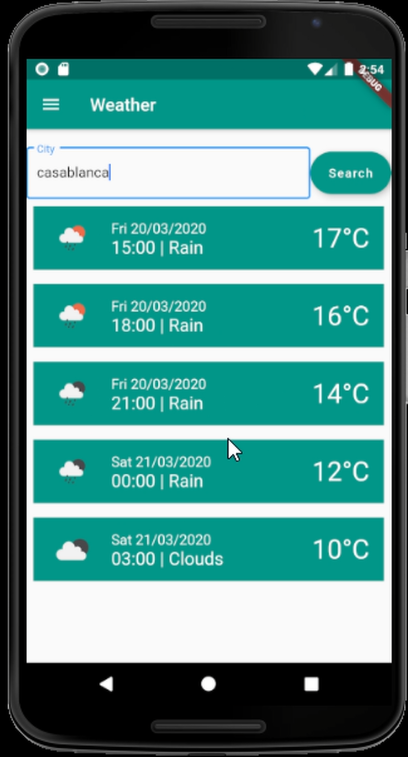 3:54
DEBUG
Weather
City
casablanca
Search
Fri 20/03/2020
15:00 | Rain
17°C
Fri 20/03/2020
18:00 | Rain
16°C
Fri 20/03/2020
21:00 | Rain
14°C
Sat 21/03/2020
00:00 | Rain
12°C
Sat 21/03/2020
03:00 | Clouds
10°C